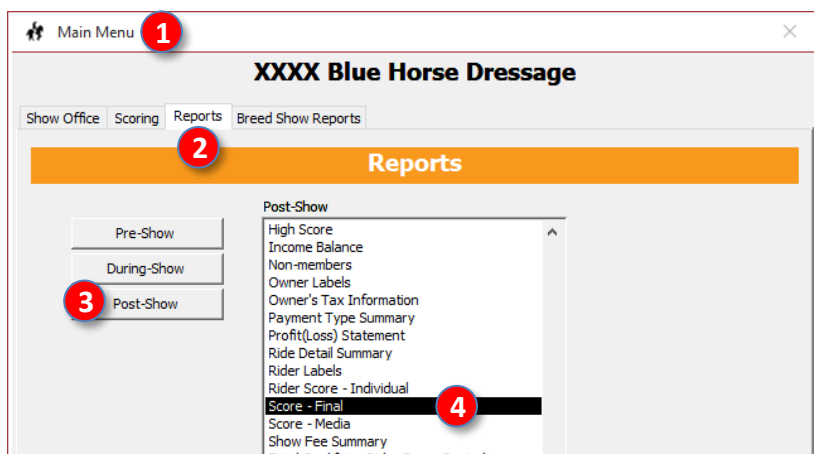 Main Menu 1
XXXX Blue Horse Dressage
Show Office Scoring Reports Breed Show Reports
2
Reports
Post-Show
Pre-Show
During-Show
3 Post-Show
High Score
Income Balance
Non-members
Owner Labels
Owner's Tax Information
Payment Type Summary
Profit(Loss) Statement
Ride Detail Summary
Rider Labels
Rider Score - Individual
Score - Final 4
Score - Media
Show Fee Summary